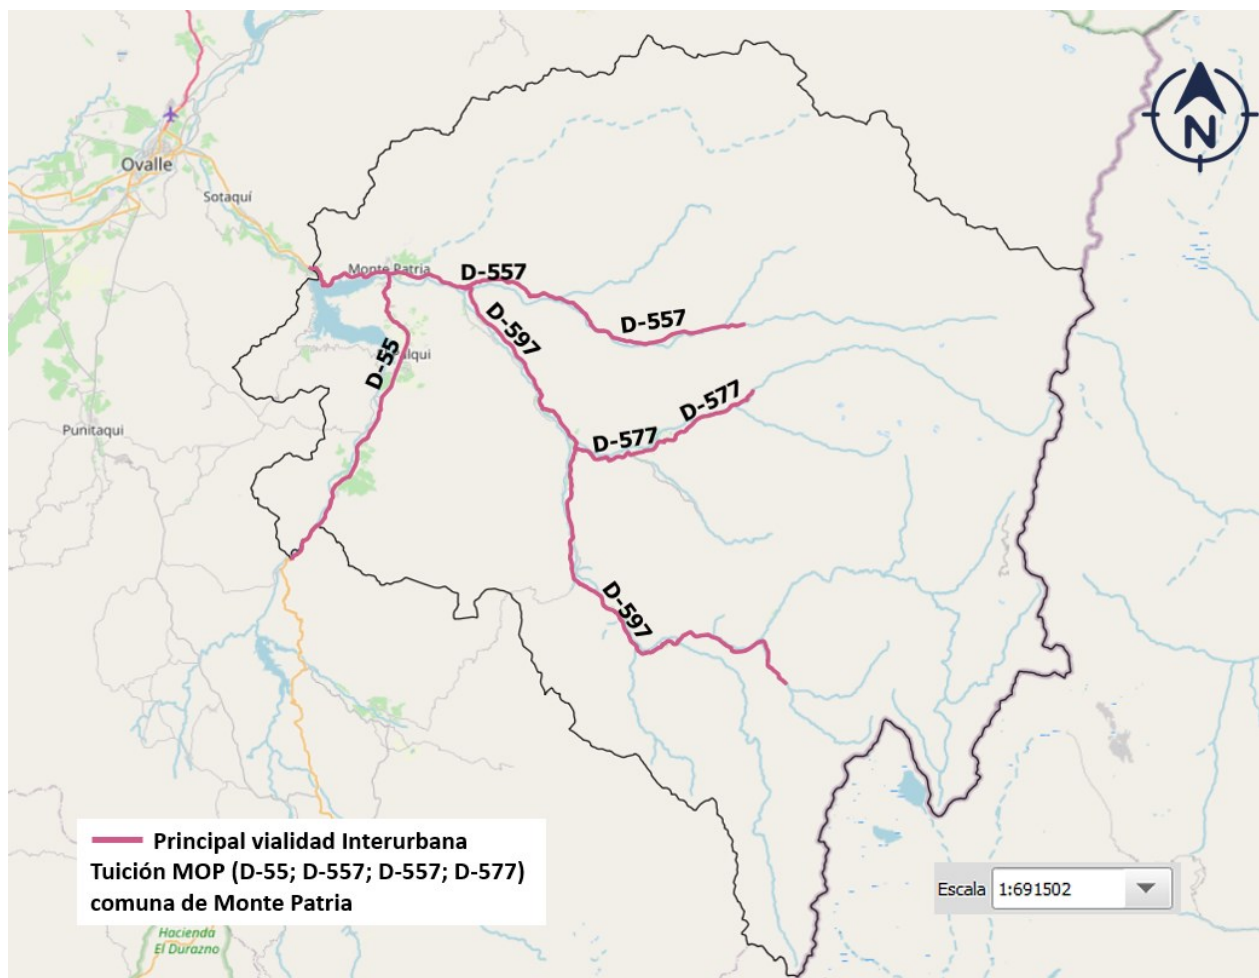 N
Ovalle
Sotaquí
Monte Patria
D-557
D-597
D-557
D-55
alqui
D-577
D-577
Punitaqui
D-597
Principal vialidad Interurbana
Tuición MOP (D-55; D-557; D-557; D-577)
comuna de Monte Patria
Escala 1:691502
Hacienda
El Durazno